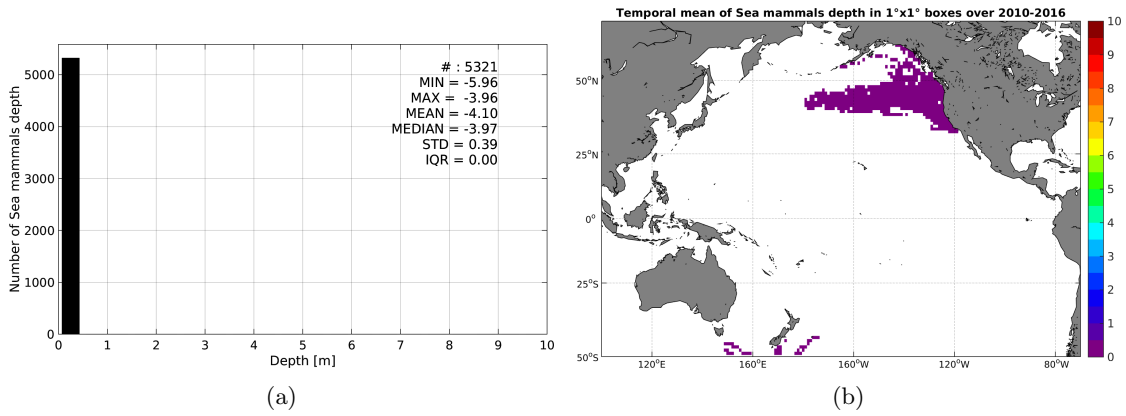 Temporal mean of Sea mammals depth in 1°x1° boxes over 2010-2016
Number of Sea mammals depth
5000
4000
3000
2000
1000
0
# : 5321
MIN = -5.96
MAX = -3.96
MEAN = -4.10
MEDIAN = -3.97
STD = 0.39
IQR = 0.00
0 1 2 3 4 5 6 7 8 9 10
Depth [m]
(a)
50°N
25°N
0°
25°S
50°S
120°E 160°E 160°W 120°W 80°W
10
9
8
7
6
5
4
3
2
1
0
(b)